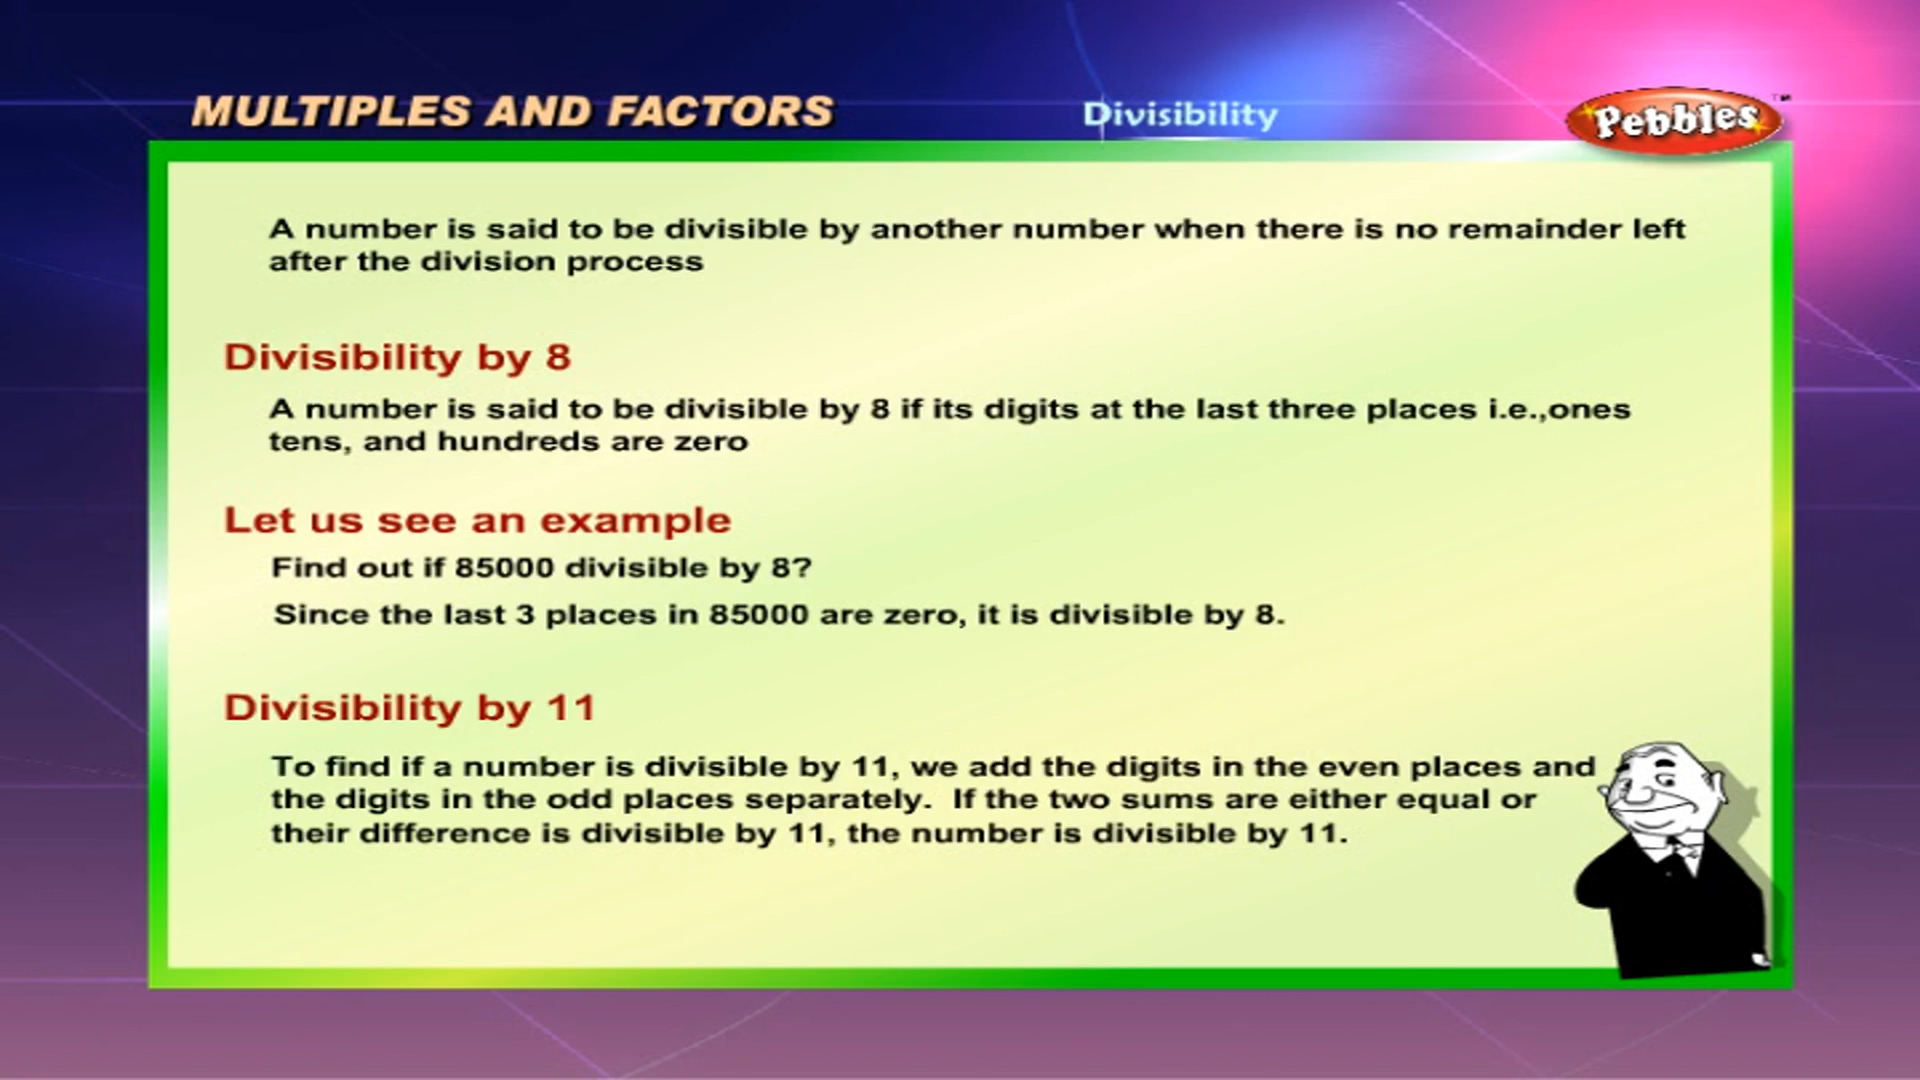 MULTIPLES AND FACTORS
Divisibility
Pebbles™
A number is said to be divisible by another number when there is no remainder left
after the division process
Divisibility by 8
A number is said to be divisible by 8 if its digits at the last three places i.e.,ones
tens, and hundreds are zero
Let us see an example
Find out if 85000 divisible by 8?
Since the last 3 places in 85000 are zero, it is divisible by 8.
Divisibility by 11
To find if a number is divisible by 11, we add the digits in the even places and
the digits in the odd places separately.  If the two sums are either equal or
their difference is divisible by 11, the number is divisible by 11.